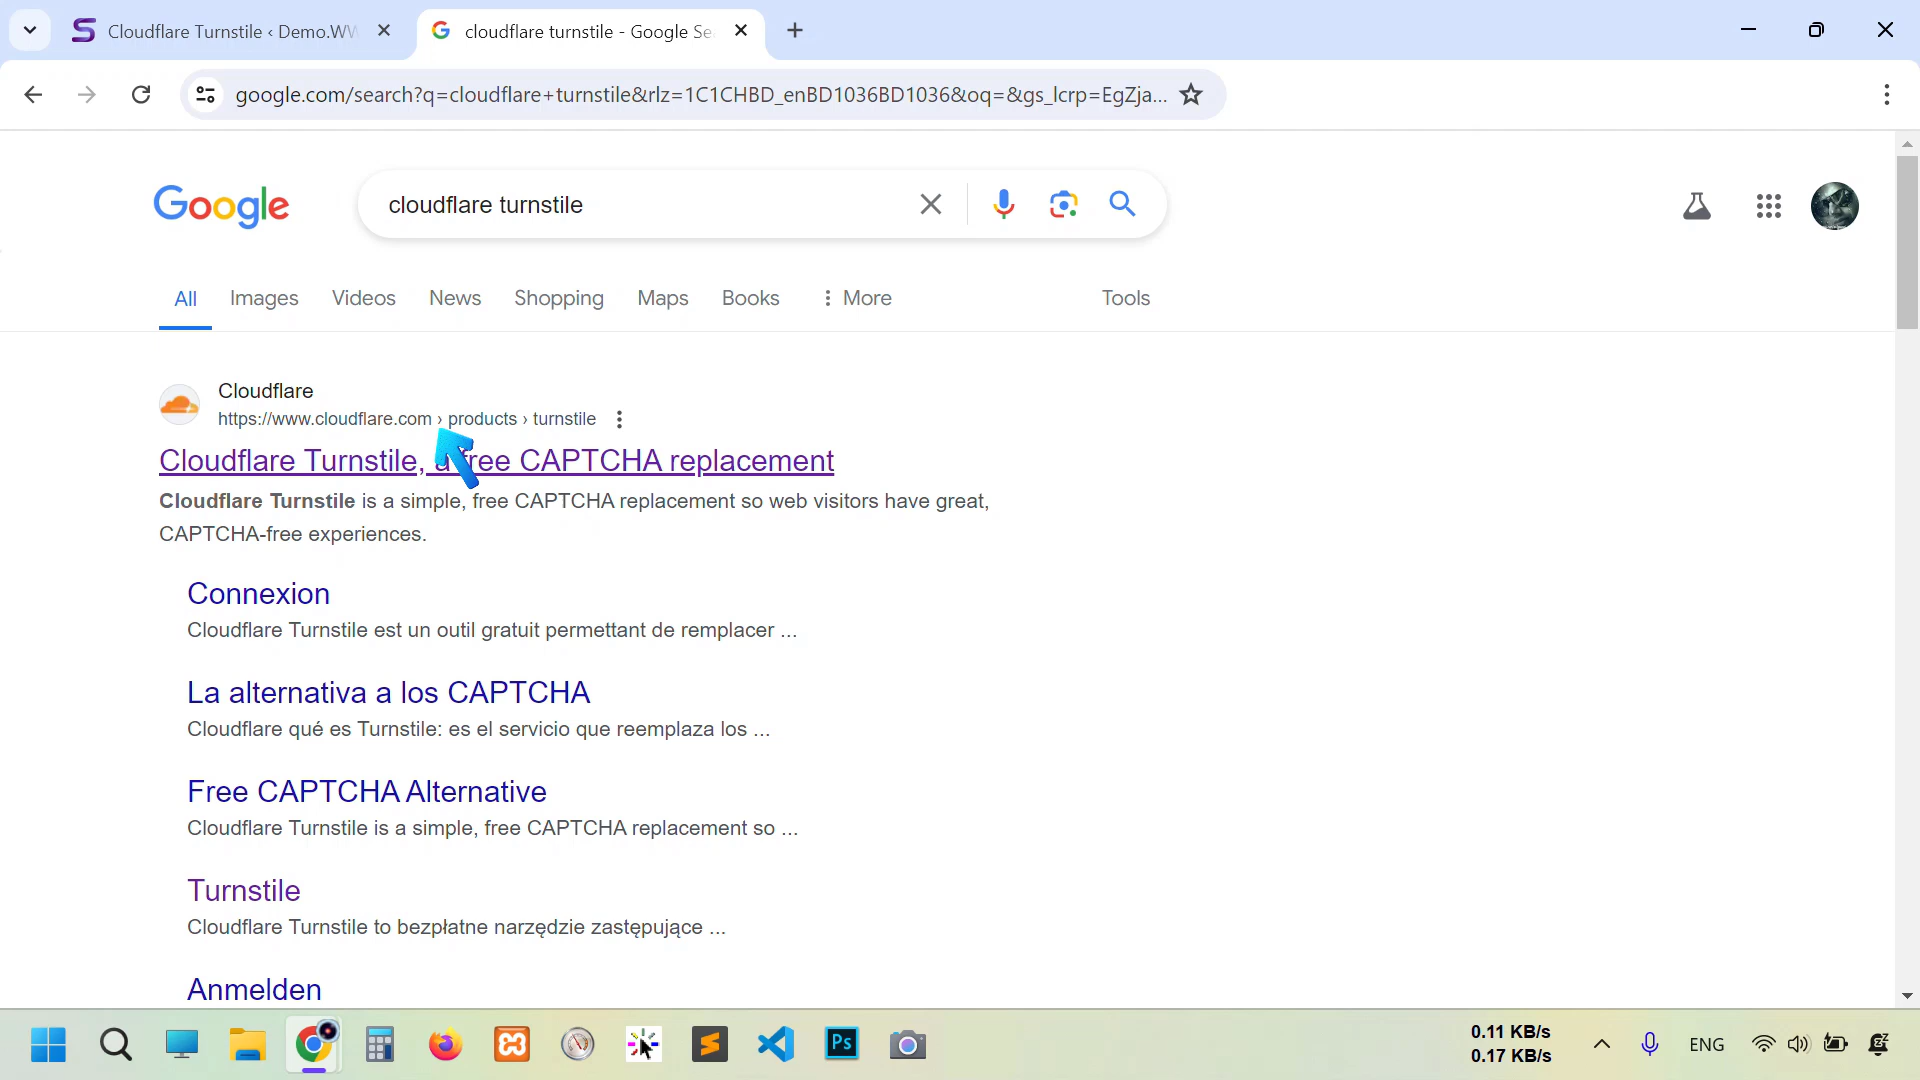 Cloudflare Turnstile ‹ Demo.WW
cloudflare turnstile - Google Se
google.com/search?q=cloudflare+turnstile&rlz=1C1CHBD_enBD1036BD1036&oq=&gs_lcrp=EgZja...
Google
cloudflare turnstile
All
Images
Videos
News
Shopping
Maps
Books
More
Tools
Cloudflare
https://www.cloudflare.com › products › turnstile
Cloudflare Turnstile, a free CAPTCHA replacement
Cloudflare Turnstile is a simple, free CAPTCHA replacement so web visitors have great,
CAPTCHA-free experiences.
Connexion
Cloudflare Turnstile est un outil gratuit permettant de remplacer ...
La alternativa a los CAPTCHA
Cloudflare qué es Turnstile: es el servicio que reemplaza los ...
Free CAPTCHA Alternative
Cloudflare Turnstile is a simple, free CAPTCHA replacement so ...
Turnstile
Cloudflare Turnstile to bezpłatne narzędzie zastępujące ...
Anmelden
Ps
0.11 KB/s
0.17 KB/s
ENG